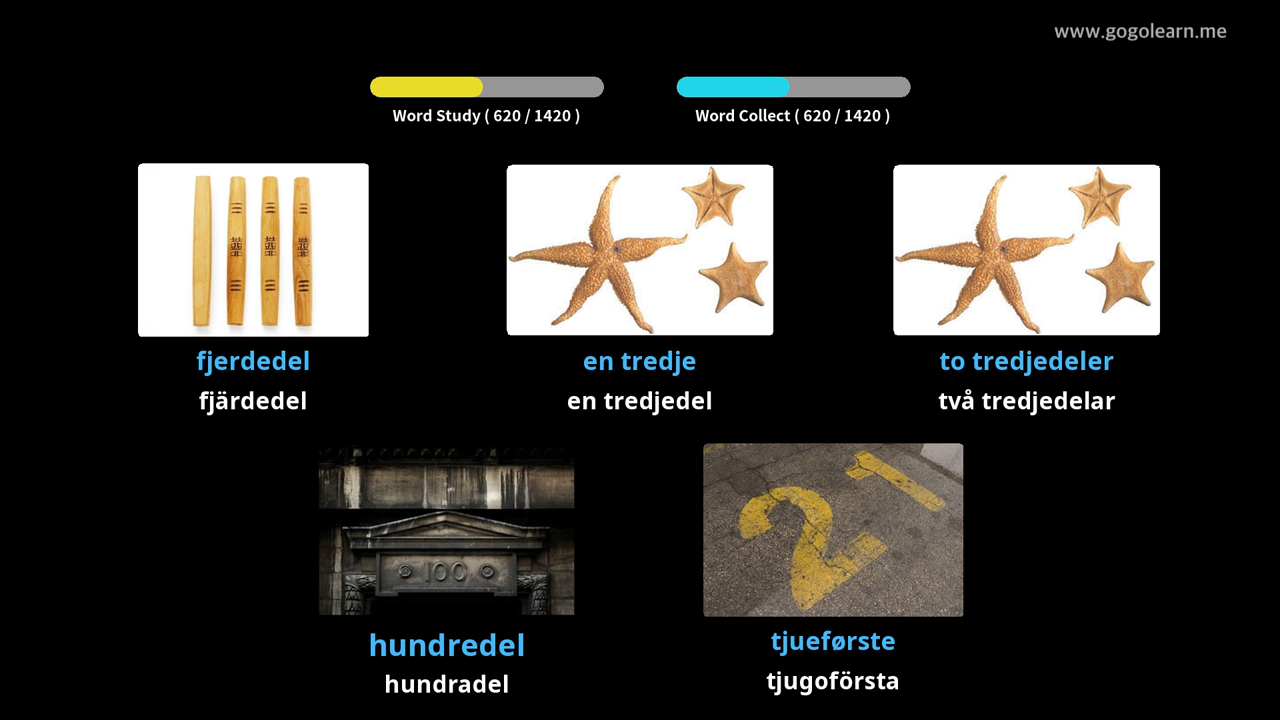 www.gogolearn.me
Word Study ( 620 / 1420 )
Word Collect ( 620 / 1420 )
fjerdedel
fjärdedel
en tredje
en tredjedel
to tredjedeler
två tredjedelar
100
21
hundredel
hundradel
tjueførste
tjugoförsta